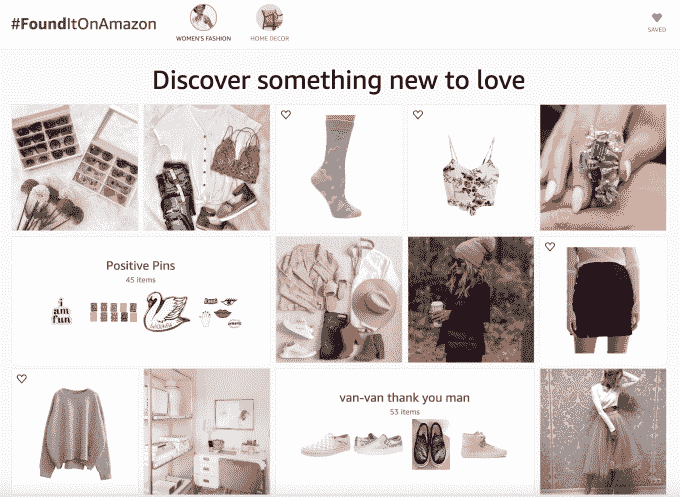 #FoundItOnAmazon
WOMEN'S FASHION
HOME DECOR
SAVED
Discover something new to love
Positive Pins
45 items
i
am
fun
van-van thank you man
53 items